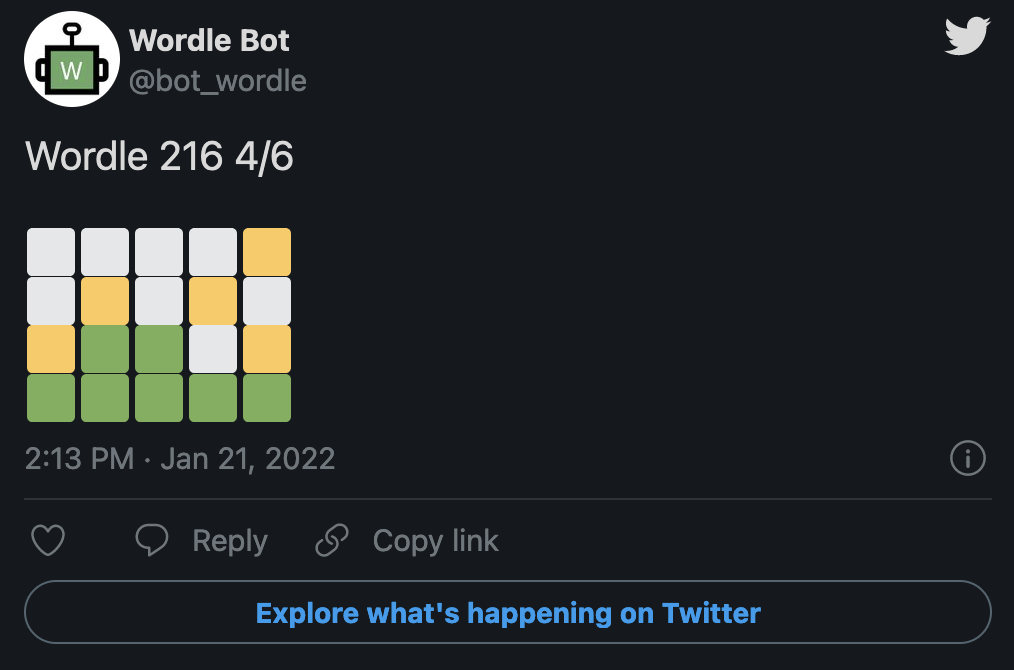 W
Wordle Bot
@bot_wordle
Wordle 216 4/6
2:13 PM · Jan 21, 2022
Reply
Copy link
Explore what's happening on Twitter